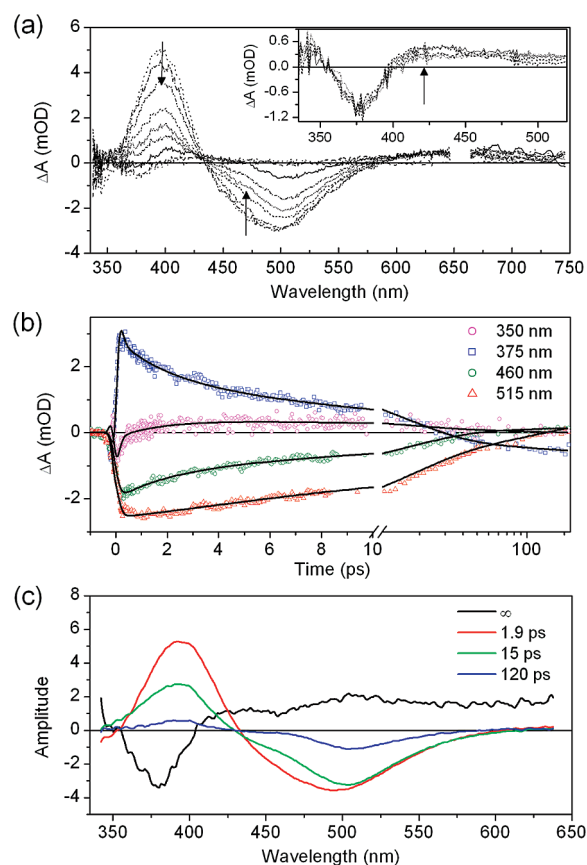 (a)
ΔA (mOD)
6
4
2
0
-2
-4
350 400 450 500 550 600 650 700 750
Wavelength (nm)
ΔA (mOD)
0.6
0.0
-0.6
-1.2
350 400 450 500
(b)
ΔA (mOD)
2
0
-2
0 2 4 6 8 10 100
Time (ps)
350 nm
375 nm
460 nm
515 nm
(c)
Amplitude
8
6
4
2
0
-2
-4
350 400 450 500 550 600 650
Wavelength (nm)
∞
1.9 ps
15 ps
120 ps